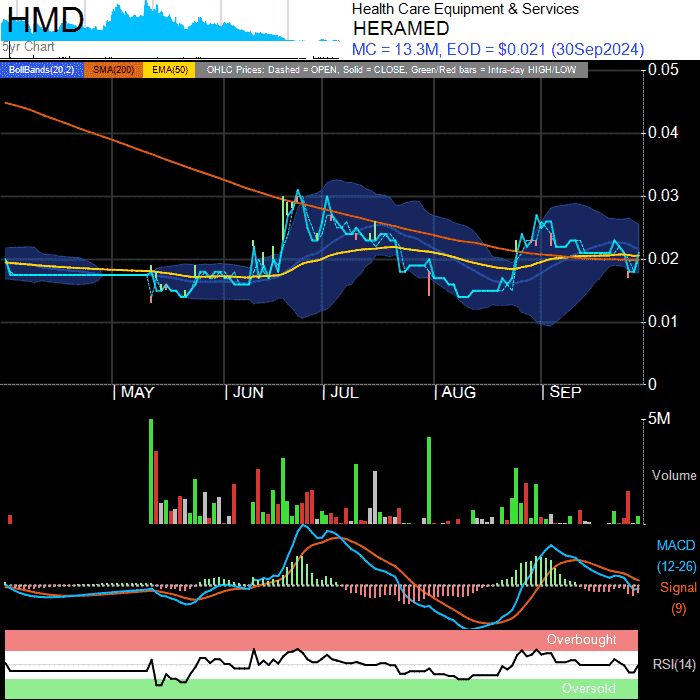 HMD
5yr Chart
Health Care Equipment & Services
HERAMED
MC = 13.3M, EOD = $0.021 (30Sep2024)
BollBands(20,2) SMA(200) EMA(50) OHLC Prices: Dashed = OPEN, Solid = CLOSE, Green/Red bars = Intra-day HIGH/LOW
0.05
0.04
0.03
0.02
0.01
0
MAY JUN JUL AUG SEP
5M
Volume
MACD
(12-26)
Signal
(9)
Overbought
RSI(14)
Oversold